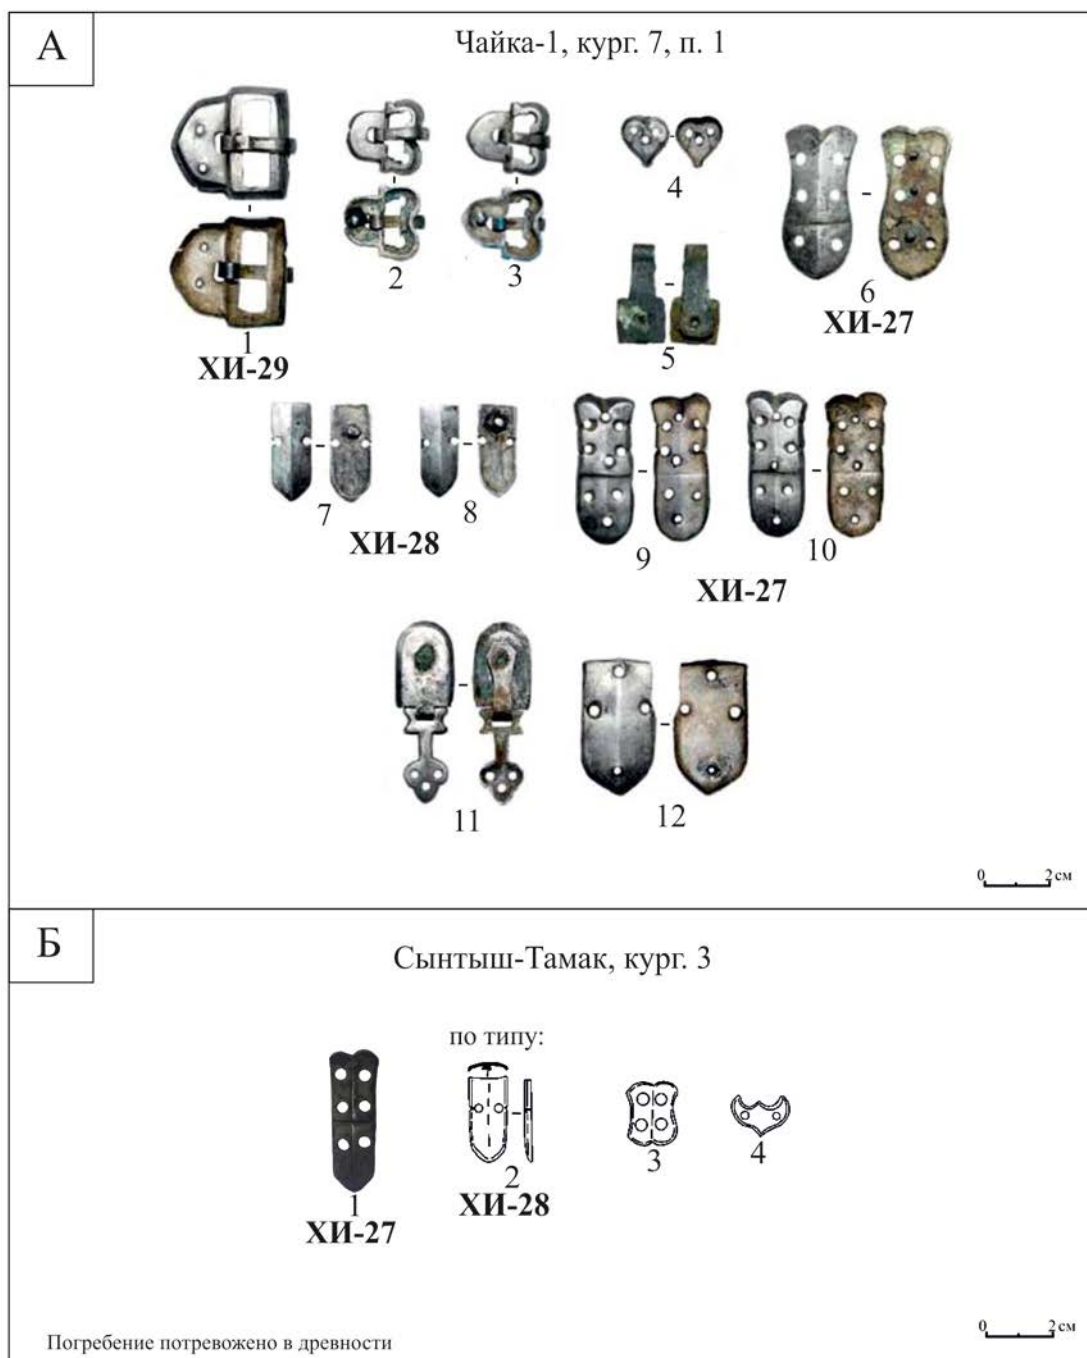 А
Чайка-1, кург. 7, п. 1
1
ХИ-29
2
3
4
5
6
ХИ-27
7
8
ХИ-28
9
10
ХИ-27
11
12
0 2 см
Б
Сынтыш-Тамак, кург. 3
по типу:
1
ХИ-27
2
ХИ-28
3
4
Погребение потревожено в древности
0 2 см